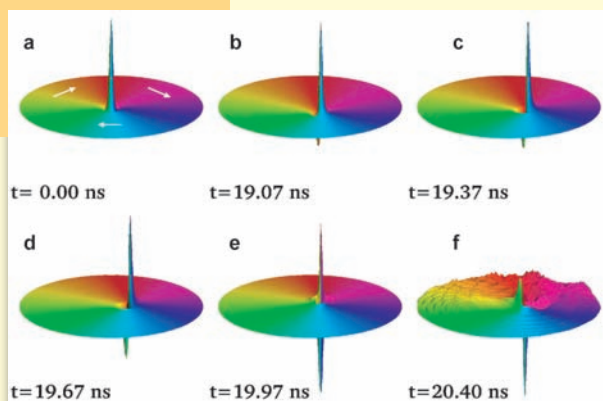 a b c
t= 0.00 ns t=19.07 ns t=19.37 ns
d e f
t=19.67 ns t=19.97 ns t=20.40 ns